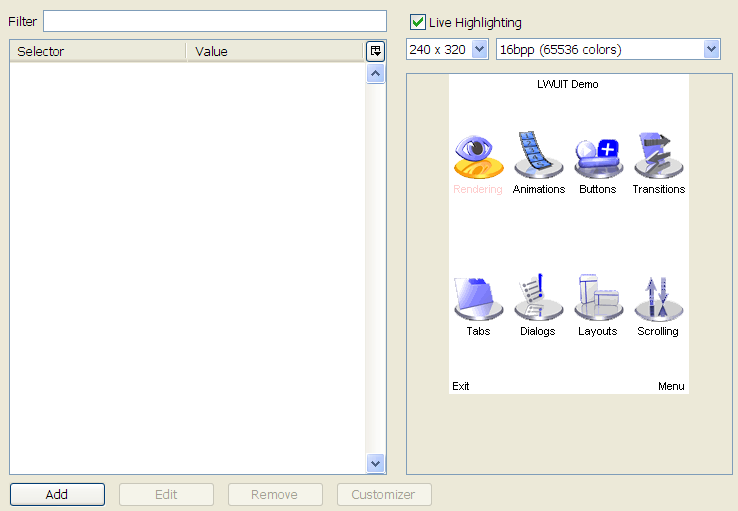 Filter
Live Highlighting
240 x 320 16bpp (65536 colors)
Selector Value
LWUIT Demo
Rendering Animations Buttons Transitions
Tabs Dialogs Layouts Scrolling
Exit Menu
Add Edit Remove Customizer